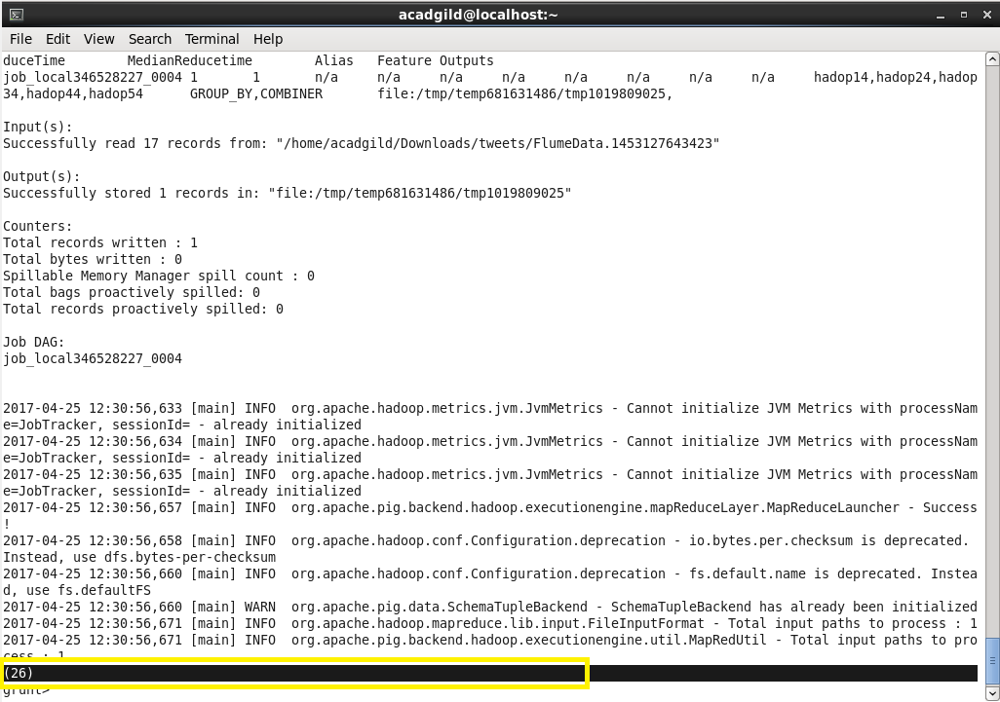 acadgild@localhost:~
File Edit View Search Terminal Help
duceTime MedianReducetime Alias Feature Outputs
job_local346528227_0004 1 1 n/a n/a n/a n/a n/a n/a n/a n/a hadop14,hadop24,hadop
34,hadop44,hadop54 GROUP_BY,COMBINER file:/tmp/temp681631486/tmp1019809025,
Input(s):
Successfully read 17 records from: "/home/acadgild/Downloads/tweets/FlumeData.1453127643423"
Output(s):
Successfully stored 1 records in: "file:/tmp/temp681631486/tmp1019809025"
Counters:
Total records written : 1
Total bytes written : 0
Spillable Memory Manager spill count : 0
Total bags proactively spilled: 0
Total records proactively spilled: 0
Job DAG:
job_local346528227_0004
2017-04-25 12:30:56,633 [main] INFO  org.apache.hadoop.metrics.jvm.JvmMetrics - Cannot initialize JVM Metrics with processNam
e=JobTracker, sessionId= - already initialized
2017-04-25 12:30:56,634 [main] INFO  org.apache.hadoop.metrics.jvm.JvmMetrics - Cannot initialize JVM Metrics with processNam
e=JobTracker, sessionId= - already initialized
2017-04-25 12:30:56,635 [main] INFO  org.apache.hadoop.metrics.jvm.JvmMetrics - Cannot initialize JVM Metrics with processNam
e=JobTracker, sessionId= - already initialized
2017-04-25 12:30:56,657 [main] INFO  org.apache.pig.backend.hadoop.executionengine.mapReduceLayer.MapReduceLauncher - Success
!
2017-04-25 12:30:56,658 [main] INFO  org.apache.hadoop.conf.Configuration.deprecation - io.bytes.per.checksum is deprecated.
Instead, use dfs.bytes-per-checksum
2017-04-25 12:30:56,660 [main] INFO  org.apache.hadoop.conf.Configuration.deprecation - fs.default.name is deprecated. Instea
d, use fs.defaultFS
2017-04-25 12:30:56,660 [main] WARN  org.apache.pig.data.SchemaTupleBackend - SchemaTupleBackend has already been initialized
2017-04-25 12:30:56,671 [main] INFO  org.apache.hadoop.mapreduce.lib.input.FileInputFormat - Total input paths to process : 1
2017-04-25 12:30:56,671 [main] INFO  org.apache.pig.backend.hadoop.executionengine.util.MapRedUtil - Total input paths to pro
cess : 1
(26)
grunt>